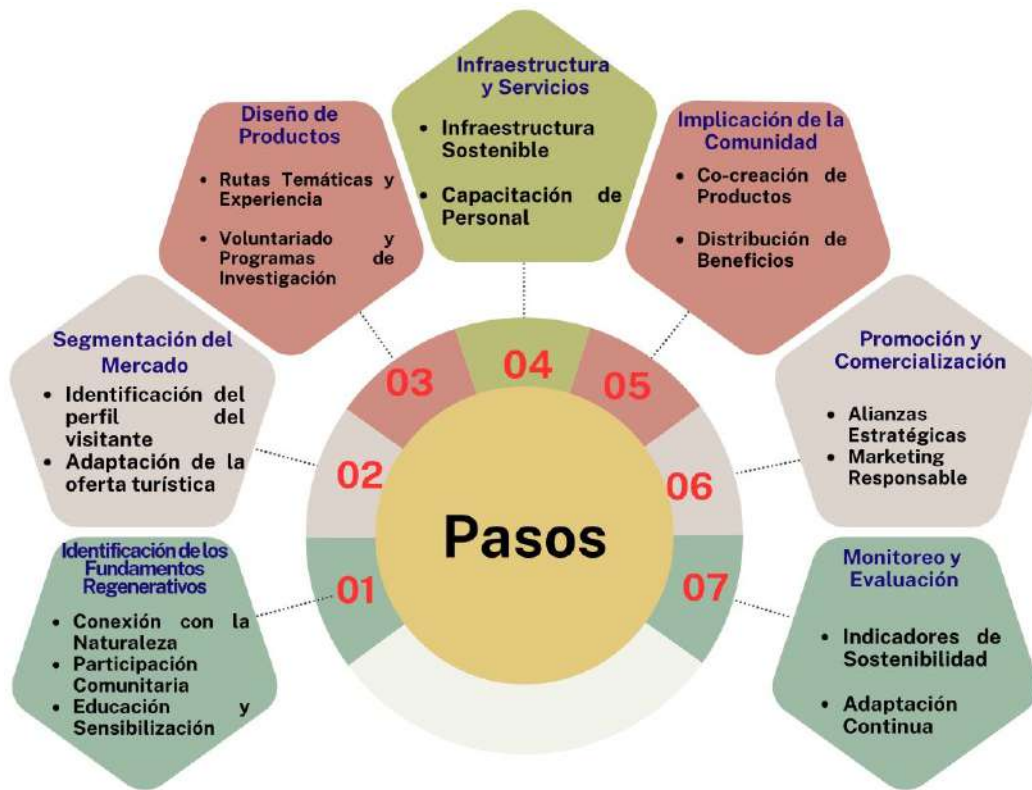 Infraestructura
y Servicios
• Infraestructura
Sostenible
• Capacitación de
Personal
Diseño de
Productos
• Rutas Temáticas y
Experiencia
• Voluntariado y
Programas de
Investigación
Implicación de la
Comunidad
• Co-creación de
Productos
• Distribución de
Beneficios
Segmentación del
Mercado
• Identificación del
perfil del
visitante
• Adaptación de la
oferta turística
Promoción y
Comercialización
• Alianzas
Estratégicas
• Marketing
Responsable
Identificación de los
Fundamentos
Regenerativos
• Conexión con la
Naturaleza
• Participación
Comunitaria
• Educación y
Sensibilización
Monitoreo y
Evaluación
• Indicadores de
Sostenibilidad
• Adaptación
Continua
01
02
03
04
05
06
07
Pasos